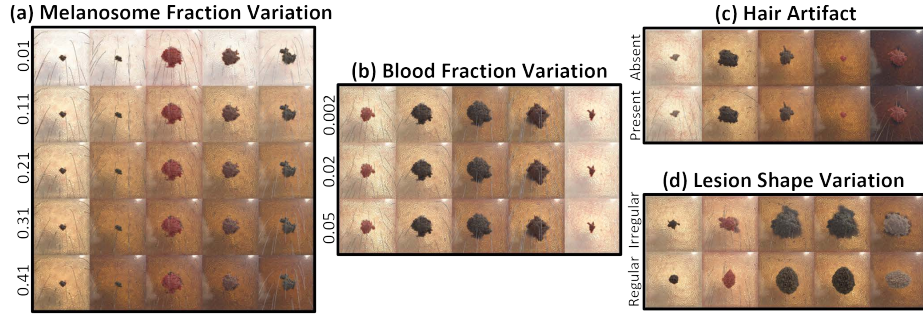 (a) Melanosome Fraction Variation
0.01
0.11
0.21
0.31
0.41
(b) Blood Fraction Variation
0.002
0.02
0.05
(c) Hair Artifact
Absent
Present
(d) Lesion Shape Variation
Irregular
Regular